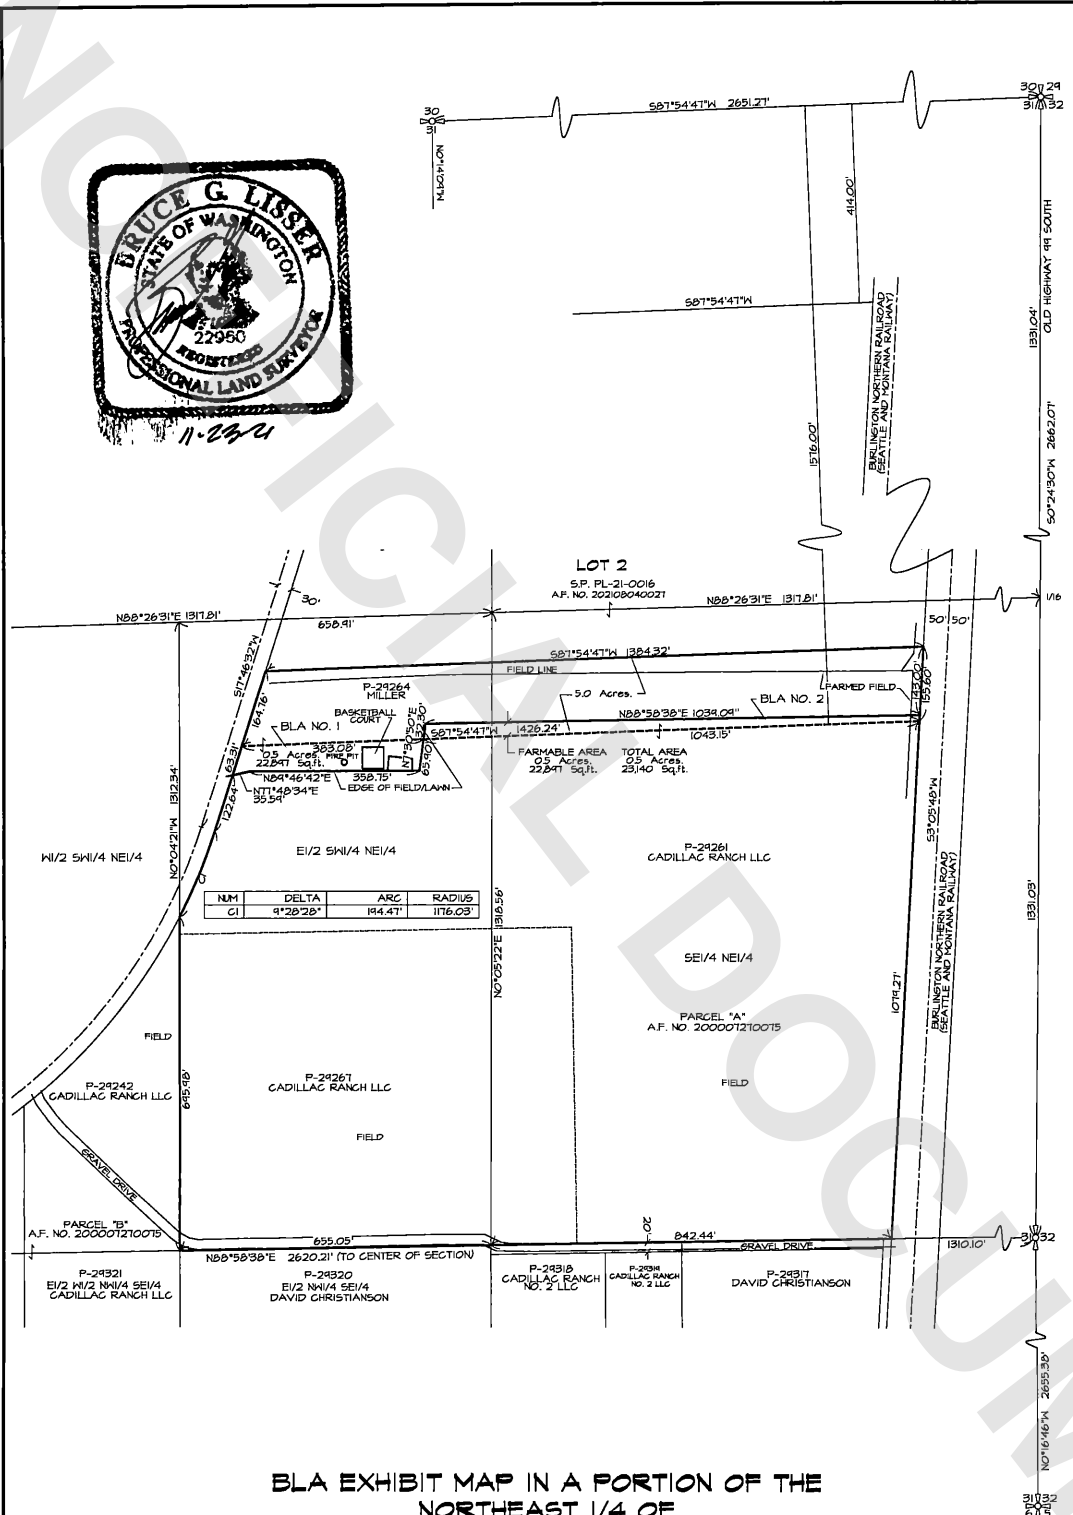 30
31
S87°54'47"W 2651.27'
30 29
31 32
N0°14'04"W
414.00'
OLD HIGHWAY 99 SOUTH
1331.04'
S0°24'30"W 2662.07'
BRUCE G. LISSER
STATE OF WASHINGTON
22960
REGISTERED
PROFESSIONAL LAND SURVEYOR
11-23-21
S87°54'47"W
BURLINGTON NORTHERN RAILROAD
(SEATTLE AND MONTANA RAILWAY)
1576.00'
LOT 2
S.P. PL-21-0016
A.F. NO. 202108040027
N88°26'31"E 1317.81'
1/16
30'
N88°26'31"E 1317.81'
658.91'
50' 50'
S17°46'32"W
S87°54'47"W 1384.32'
FIELD LINE
P-29264
MILLER
5.0 Acres.
FARMED FIELD
143.00'
155.60'
164.76'
BASKETBALL
COURT
BLA NO. 1
BLA NO. 2
N88°58'38"E 1039.09'
32.30'
N7°30'50"E
65.90'
S87°54'47"W 1426.24'
1043.15'
383.08'
0.5 Acres.
22,897 Sq.ft.
FIRE PIT
FARMABLE AREA
0.5 Acres.
22,897 Sq.ft.
TOTAL AREA
0.5 Acres.
23,140 Sq.ft.
63.31'
N89°46'42"E 358.75'
N77°48'34"E
35.59'
EDGE OF FIELD/LAWN
122.64'
N0°04'21"W 1312.34'
S3°05'48"W
W1/2 SW1/4 NE1/4
E1/2 SW1/4 NE1/4
P-29261
CADILLAC RANCH LLC
NUM DELTA ARC RADIUS
C1 9°28'28" 194.47' 1176.03'
N0°05'22"E 1318.56'
BURLINGTON NORTHERN RAILROAD
(SEATTLE AND MONTANA RAILWAY)
1331.03'
SE1/4 NE1/4
1079.27'
PARCEL "A"
A.F. NO. 200007270075
FIELD
FIELD
P-29242
CADILLAC RANCH LLC
695.98'
P-29267
CADILLAC RANCH LLC
FIELD
GRAVEL DRIVE
PARCEL "B"
A.F. NO. 200007270075
655.05'
20'
842.44'
GRAVEL DRIVE
1310.10'
31 32
N88°58'38"E 2620.21' (TO CENTER OF SECTION)
P-29321
E1/2 W1/2 NW1/4 SE1/4
CADILLAC RANCH LLC
P-29320
E1/2 NW1/4 SE1/4
DAVID CHRISTIANSON
P-29318
CADILLAC RANCH
NO. 2 LLC
P-29319
CADILLAC RANCH
NO. 2 LLC
P-29317
DAVID CHRISTIANSON
N0°16'46"W 2655.38'
31 32
6 5
BLA EXHIBIT MAP IN A PORTION OF THE
NORTHEAST 1/4 OF